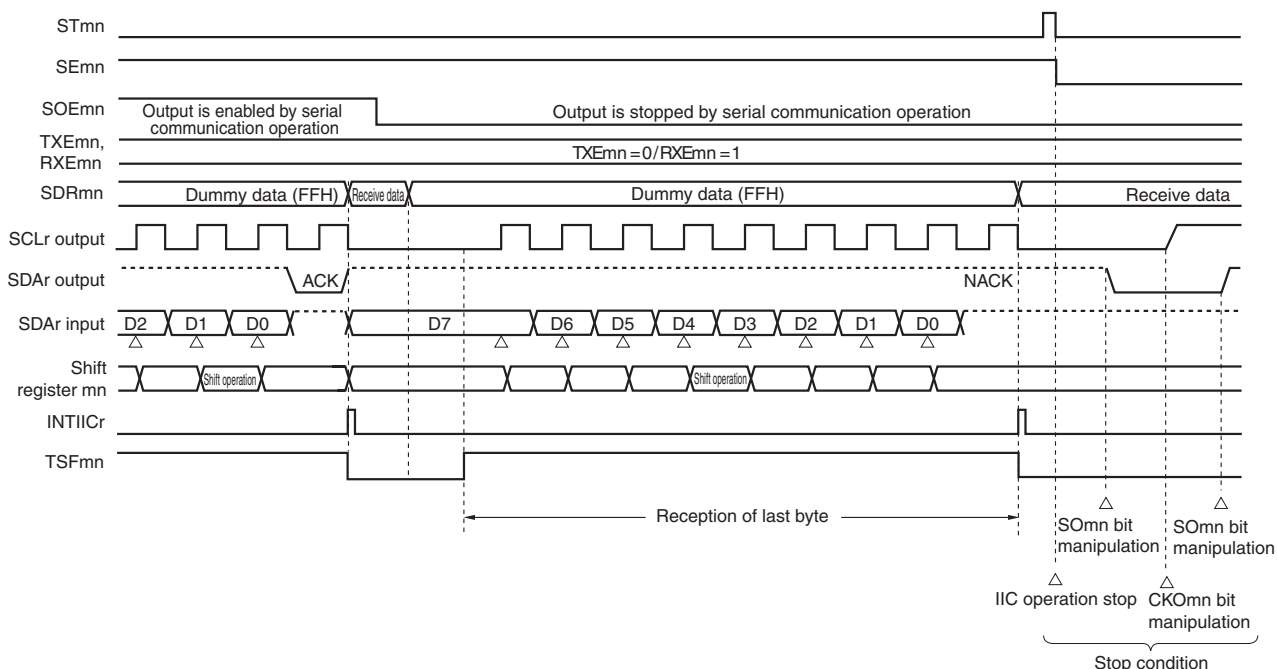 STmn
SEmn
SOEmn
Output is enabled by serial
communication operation
Output is stopped by serial communication operation
TXEmn,
RXEmn
TXEmn=0/RXEmn=1
SDRmn
Dummy data (FFH)
Receive data
Dummy data (FFH)
Receive data
SCLr output
SDAr output
ACK
NACK
SDAr input
D2
D1
D0
D7
D6
D5
D4
D3
D2
D1
D0
Shift
register mn
Shift operation
Shift operation
INTIICr
TSFmn
Reception of last byte
SOmn bit
manipulation
SOmn bit
manipulation
IIC operation stop
CKOmn bit
manipulation
Stop condition